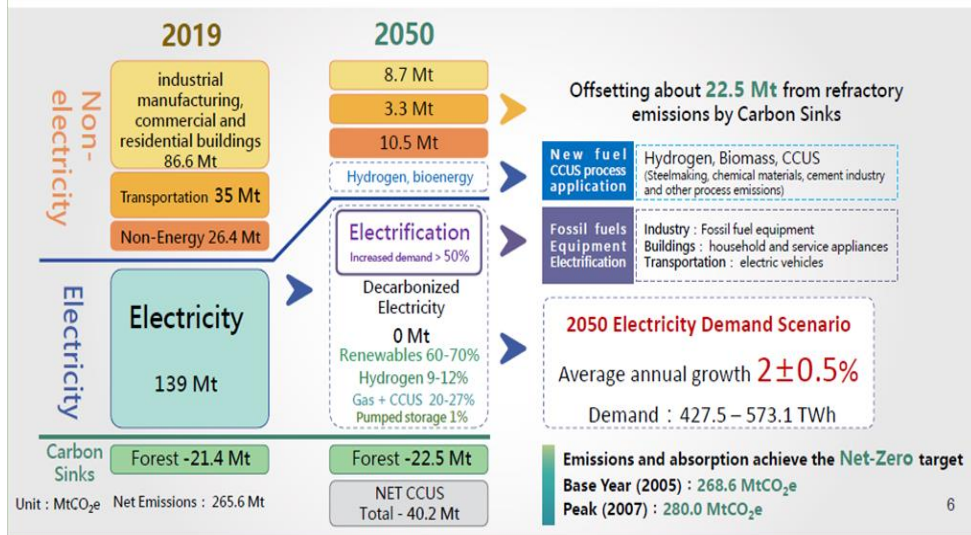 2019
2050
Non-
electricity
industrial
manufacturing,
commercial and
residential buildings
86.6 Mt
Transportation 35 Mt
Non-Energy 26.4 Mt
8.7 Mt
3.3 Mt
10.5 Mt
Hydrogen, bioenergy
Offsetting about 22.5 Mt from refractory
emissions by Carbon Sinks
New fuel
CCUS process
application
Hydrogen, Biomass, CCUS
(Steelmaking, chemical materials, cement industry
and other process emissions)
Fossil fuels
Equipment
Electrification
Industry : Fossil fuel equipment
Buildings : household and service appliances
Transportation : electric vehicles
Electricity
Electricity
139 Mt
Electrification
Increased demand > 50%
Decarbonized
Electricity
0 Mt
Renewables 60-70%
Hydrogen 9-12%
Gas + CCUS 20-27%
Pumped storage 1%
2050 Electricity Demand Scenario
Average annual growth 2±0.5%
Demand : 427.5 – 573.1 TWh
Carbon
Sinks
Forest -21.4 Mt
Forest -22.5 Mt
Unit : MtCO₂e
Net Emissions : 265.6 Mt
NET CCUS
Total - 40.2 Mt
Emissions and absorption achieve the Net-Zero target
Base Year (2005) : 268.6 MtCO₂e
Peak (2007) : 280.0 MtCO₂e
6